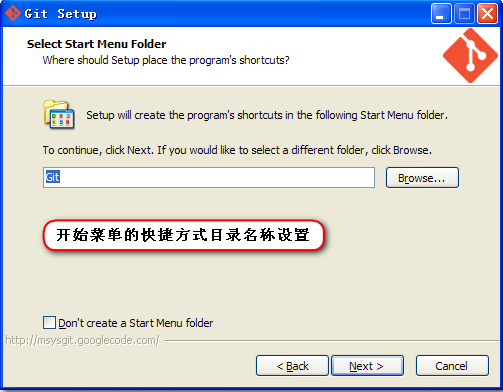 Git Setup
Select Start Menu Folder
Where should Setup place the program's shortcuts?
Setup will create the program's shortcuts in the following Start Menu folder.
To continue, click Next. If you would like to select a different folder, click Browse.
Git
Browse...
开始菜单的快捷方式目录名称设置
Don't create a Start Menu folder
http://msysgit.googlecode.com/
< Back
Next >
Cancel